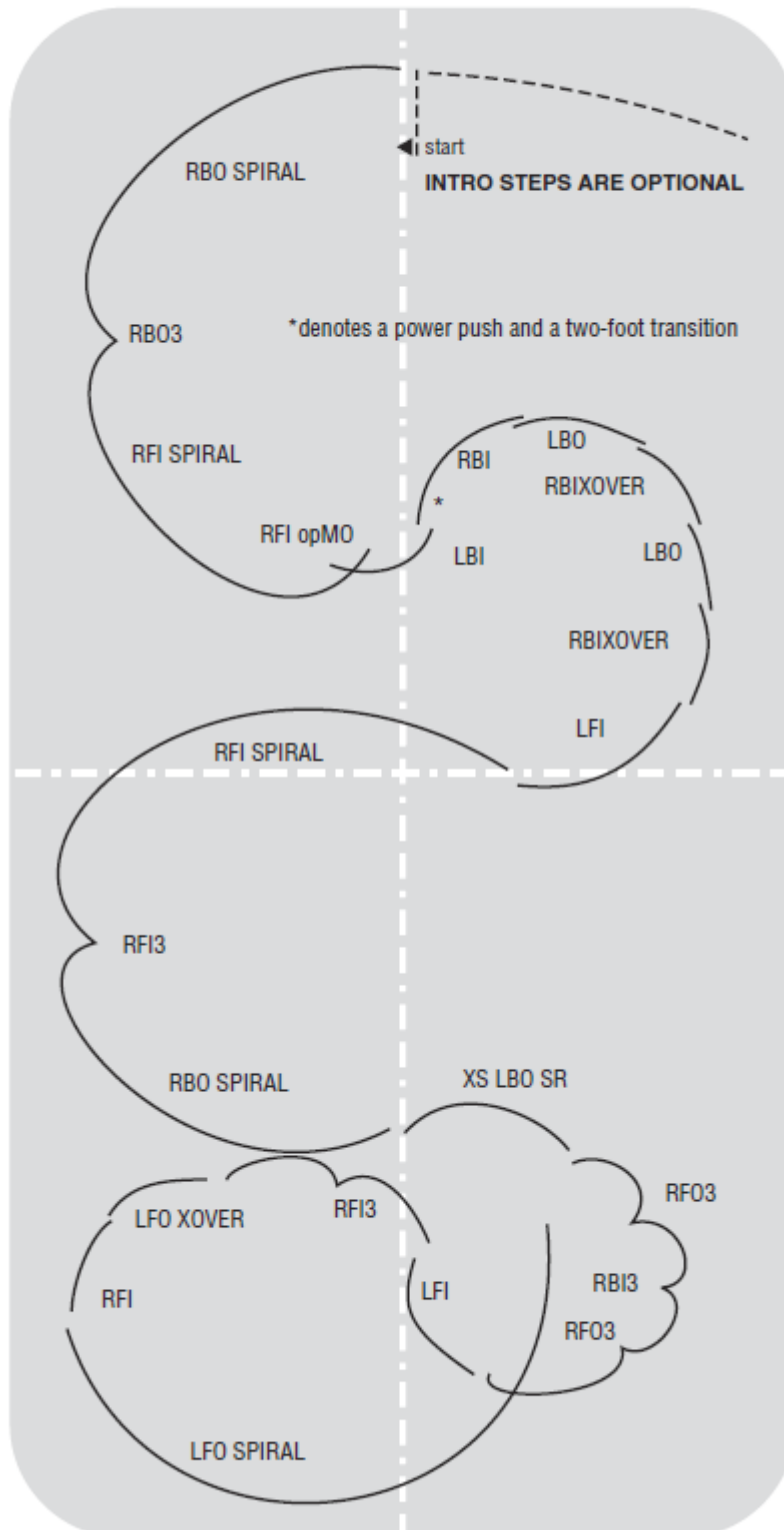 start
INTRO STEPS ARE OPTIONAL
RBO SPIRAL
*denotes a power push and a two-foot transition
RBO3
RFI SPIRAL
RFI opMO
LBI
*
RBI
LBO
RBIXOVER
LBO
RBIXOVER
LFI
RFI SPIRAL
RFI3
RBO SPIRAL
XS LBO SR
RFO3
RBI3
RFO3
LFI
RFI3
LFO XOVER
RFI
LFO SPIRAL